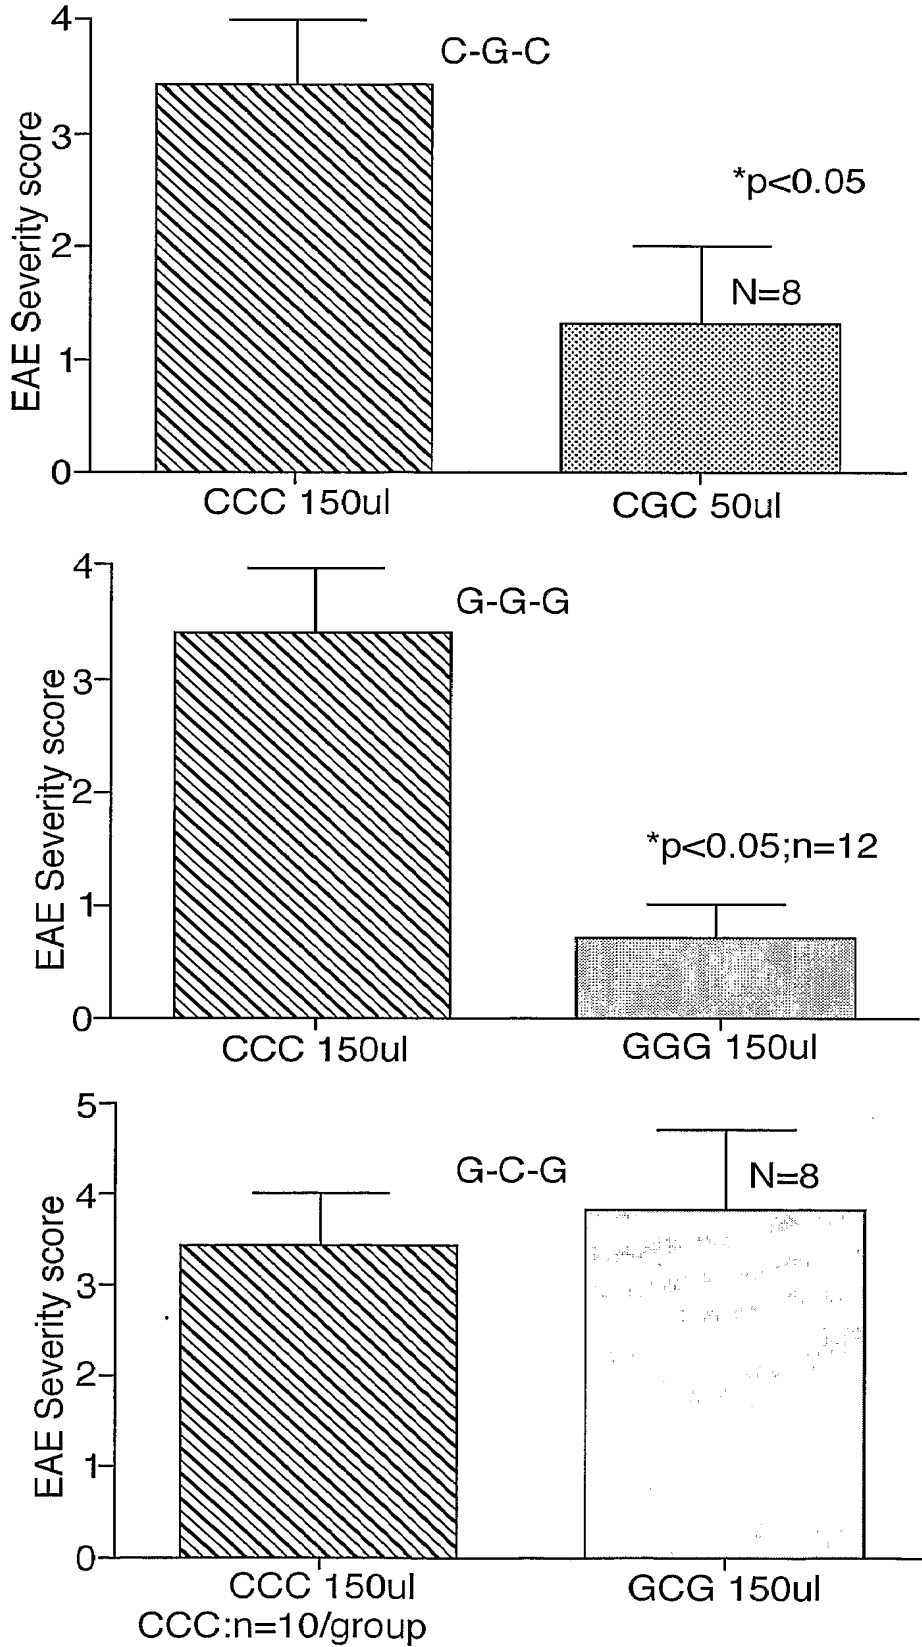 4
C-G-C
3
*p<0.05
2
N=8
1
0
EAE Severity score
CCC 150ul
CGC 50ul
4
G-G-G
3
2
*p<0.05;n=12
1
0
EAE Severity score
CCC 150ul
GGG 150ul
5
G-C-G
N=8
4
3
2
1
0
EAE Severity score
CCC 150ul
GCG 150ul
CCC:n=10/group